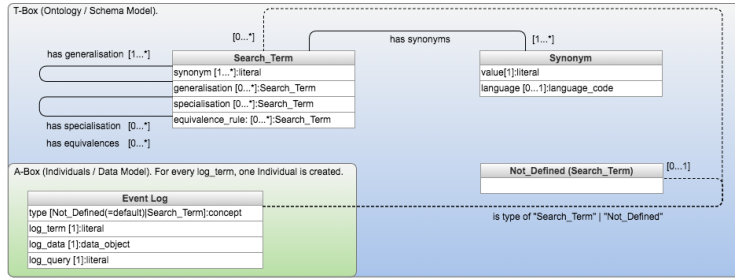 T-Box (Ontology / Schema Model).
[0...*]
has synonyms
[1...*]
has generalisation [1...*]
Search_Term
synonym [1...*]:literal
generalisation [0...*]:Search_Term
specialisation [0...*]:Search_Term
equivalence_rule: [0...*]:Search_Term
Synonym
value[1]:literal
language [0...1]:language_code
has specialisation [0...*]
has equivalences [0...*]
A-Box (Individuals / Data Model). For every log_term, one Individual is created.
Not_Defined (Search_Term)
[0...1]
Event Log
type [Not_Defined(=default)|Search_Term]:concept
log_term [1]:literal
log_data [1]:data_object
log_query [1]:literal
is type of "Search_Term" | "Not_Defined"